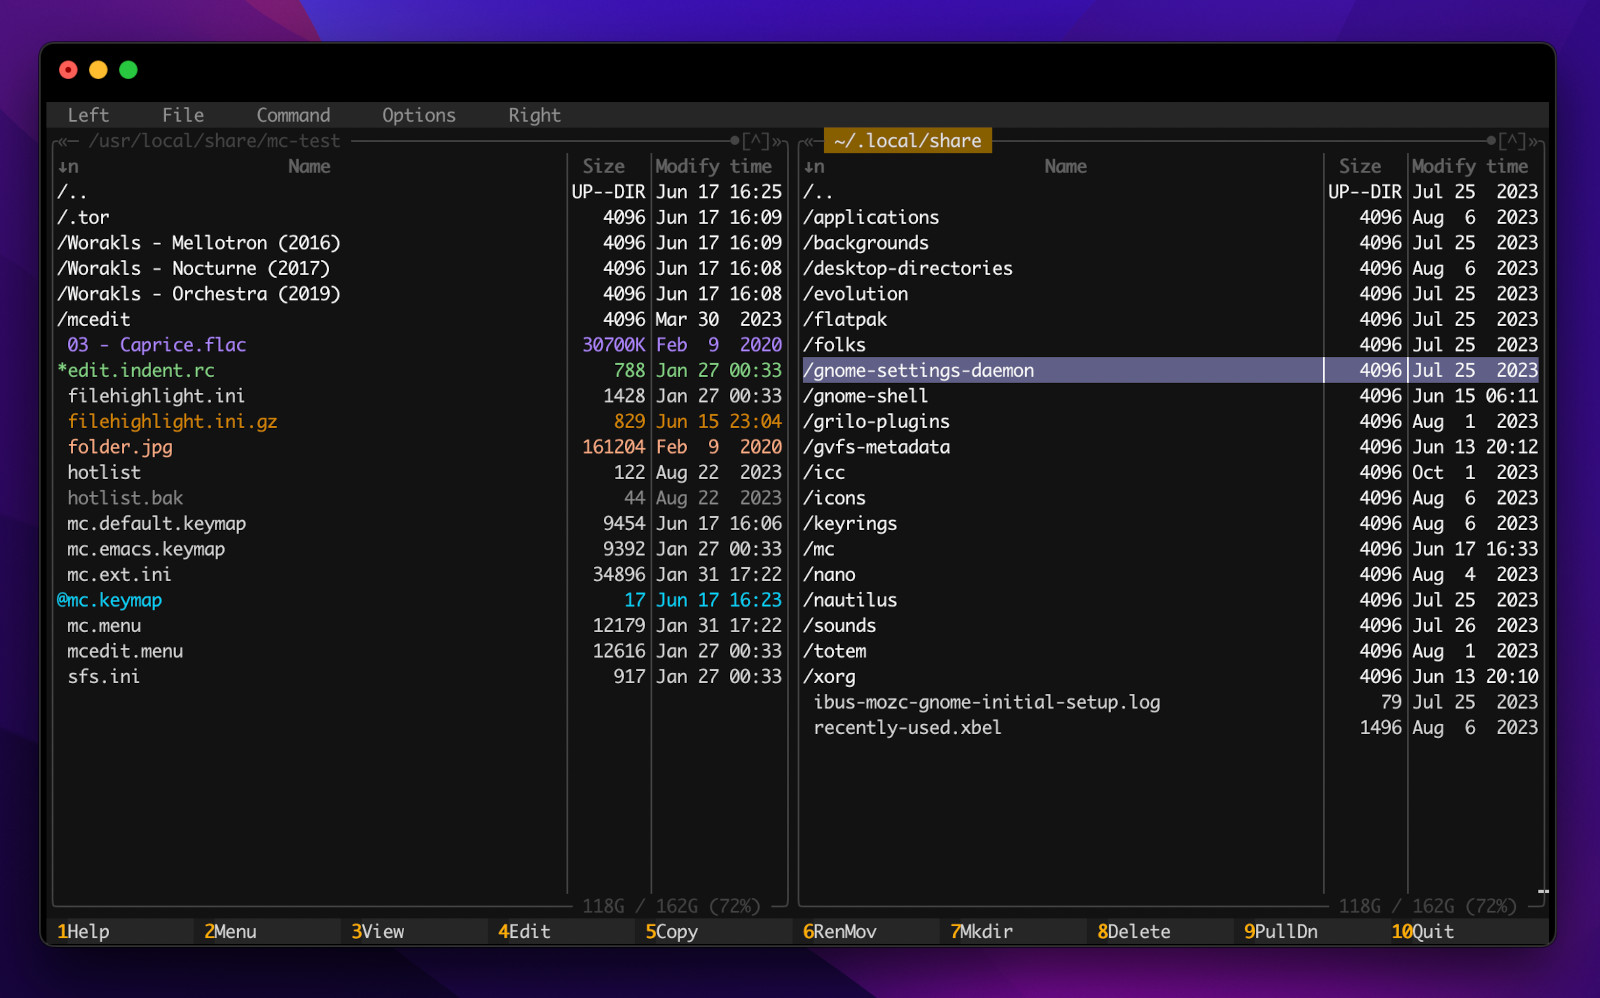 Left File Command Options Right
«─ /usr/local/share/mc-test ─●[^]»
↓n Name Size Modify time
/.. UP--DIR Jun 17 16:25
/.tor 4096 Jun 17 16:09
/Worakls - Mellotron (2016) 4096 Jun 17 16:09
/Worakls - Nocturne (2017) 4096 Jun 17 16:08
/Worakls - Orchestra (2019) 4096 Jun 17 16:08
/mcedit 4096 Mar 30 2023
03 - Caprice.flac 30700K Feb 9 2020
*edit.indent.rc 788 Jan 27 00:33
filehighlight.ini 1428 Jan 27 00:33
filehighlight.ini.gz 829 Jun 15 23:04
folder.jpg 161204 Feb 9 2020
hotlist 122 Aug 22 2023
hotlist.bak 44 Aug 22 2023
mc.default.keymap 9454 Jun 17 16:06
mc.emacs.keymap 9392 Jan 27 00:33
mc.ext.ini 34896 Jan 31 17:22
@mc.keymap 17 Jun 17 16:23
mc.menu 12179 Jan 31 17:22
mcedit.menu 12616 Jan 27 00:33
sfs.ini 917 Jan 27 00:33
118G / 162G (72%)
«─ ~/.local/share ─●[^]»
↓n Name Size Modify time
/.. UP--DIR Jul 25 2023
/applications 4096 Aug 6 2023
/backgrounds 4096 Jul 25 2023
/desktop-directories 4096 Aug 6 2023
/evolution 4096 Jul 25 2023
/flatpak 4096 Jul 25 2023
/folks 4096 Jul 25 2023
/gnome-settings-daemon 4096 Jul 25 2023
/gnome-shell 4096 Jun 15 06:11
/grilo-plugins 4096 Aug 1 2023
/gvfs-metadata 4096 Jun 13 20:12
/icc 4096 Oct 1 2023
/icons 4096 Aug 6 2023
/keyrings 4096 Aug 6 2023
/mc 4096 Jun 17 16:33
/nano 4096 Aug 4 2023
/nautilus 4096 Jul 25 2023
/sounds 4096 Jul 26 2023
/totem 4096 Aug 1 2023
/xorg 4096 Jun 13 20:10
ibus-mozc-gnome-initial-setup.log 79 Jul 25 2023
recently-used.xbel 1496 Aug 6 2023
118G / 162G (72%)
1Help 2Menu 3View 4Edit 5Copy 6RenMov 7Mkdir 8Delete 9PullDn 10Quit